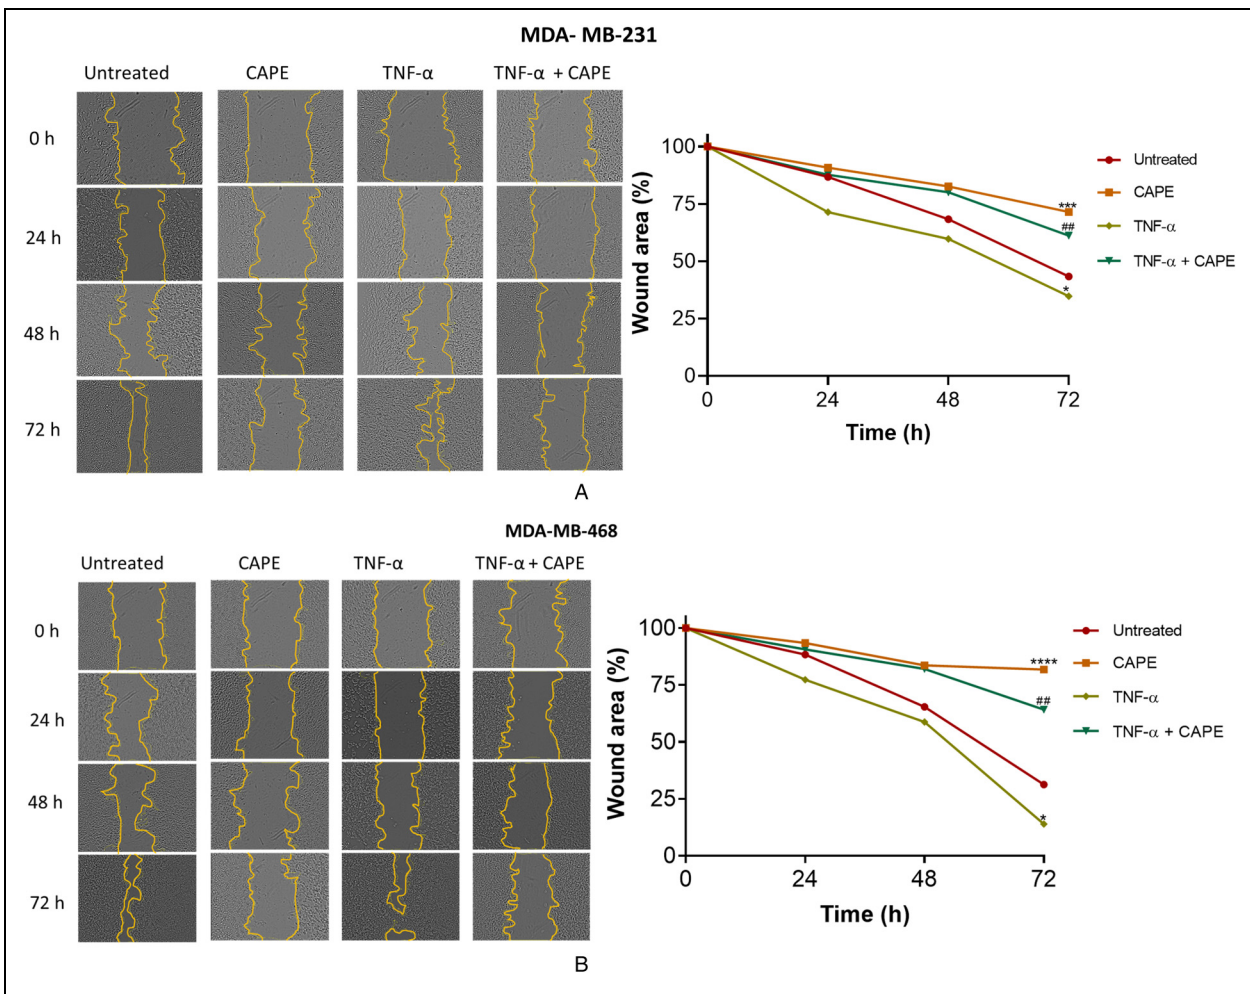 MDA- MB-231
Untreated CAPE TNF-α TNF-α + CAPE
0 h
24 h
48 h
72 h
Wound area (%)
100
75
50
25
0
0 24 48 72
Time (h)
***
##
*
Untreated
CAPE
TNF-α
TNF-α + CAPE
A
MDA-MB-468
Untreated CAPE TNF-α TNF-α + CAPE
0 h
24 h
48 h
72 h
Wound area (%)
100
75
50
25
0
0 24 48 72
Time (h)
****
##
*
Untreated
CAPE
TNF-α
TNF-α + CAPE
B